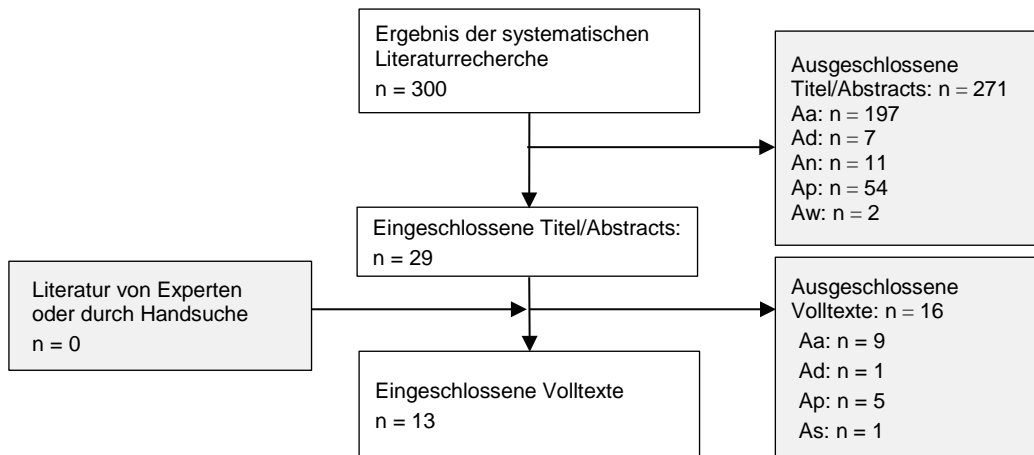 Ergebnis der systematischen
Literaturrecherche
n = 300
Ausgeschlossene
Titel/Abstracts: n = 271
Aa: n = 197
Ad: n = 7
An: n = 11
Ap: n = 54
Aw: n = 2
Eingeschlossene Titel/Abstracts:
n = 29
Literatur von Experten
oder durch Handsuche
n = 0
Ausgeschlossene
Volltexte: n = 16
Aa: n = 9
Ad: n = 1
Ap: n = 5
As: n = 1
Eingeschlossene Volltexte
n = 13